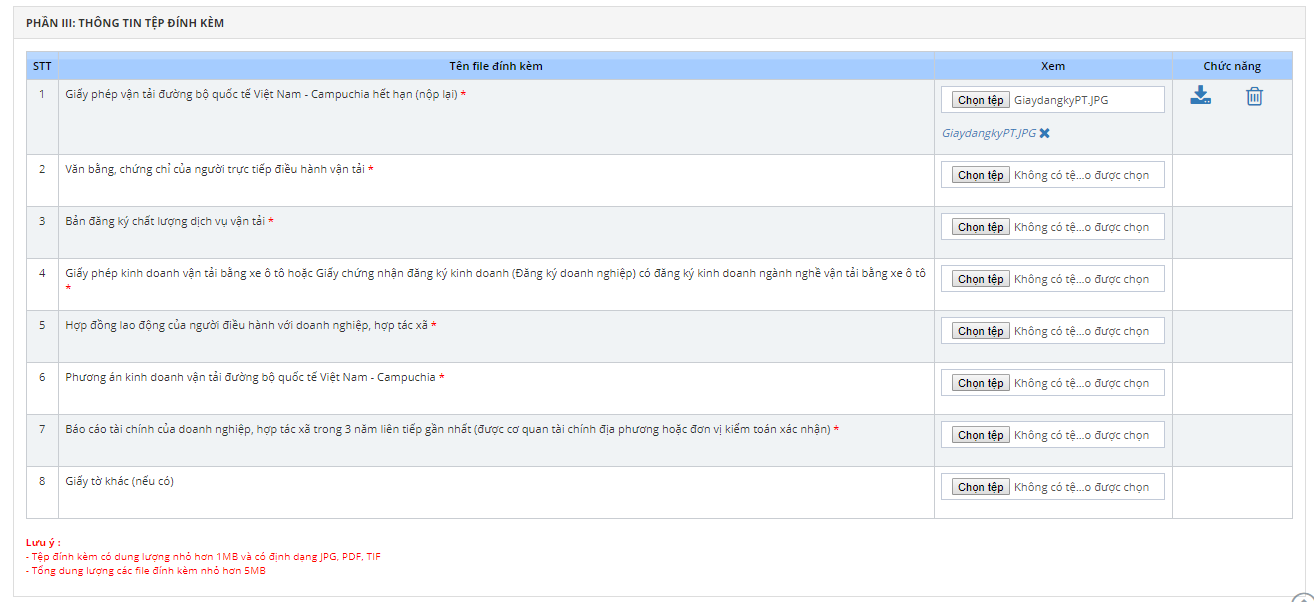 PHẦN III: THÔNG TIN TỆP ĐÍNH KÈM
STT Tên file đính kèm Xem Chức năng
1 Giấy phép vận tải đường bộ quốc tế Việt Nam - Campuchia hết hạn (nộp lại) * Chọn tệp GiaydangkyPT.JPG
GiaydangkyPT.JPG
2 Văn bằng, chứng chỉ của người trực tiếp điều hành vận tải * Chọn tệp Không có tệ...o được chọn
3 Bản đăng ký chất lượng dịch vụ vận tải * Chọn tệp Không có tệ...o được chọn
4 Giấy phép kinh doanh vận tải bằng xe ô tô hoặc Giấy chứng nhận đăng ký kinh doanh (Đăng ký doanh nghiệp) có đăng ký kinh doanh ngành nghề vận tải bằng xe ô tô Chọn tệp Không có tệ...o được chọn
*
5 Hợp đồng lao động của người điều hành với doanh nghiệp, hợp tác xã * Chọn tệp Không có tệ...o được chọn
6 Phương án kinh doanh vận tải đường bộ quốc tế Việt Nam - Campuchia * Chọn tệp Không có tệ...o được chọn
7 Báo cáo tài chính của doanh nghiệp, hợp tác xã trong 3 năm liên tiếp gần nhất (được cơ quan tài chính địa phương hoặc đơn vị kiểm toán xác nhận) * Chọn tệp Không có tệ...o được chọn
8 Giấy tờ khác (nếu có) Chọn tệp Không có tệ...o được chọn
Lưu ý :
- Tệp đính kèm có dung lượng nhỏ hơn 1MB và có định dạng JPG, PDF, TIF
- Tổng dung lượng các file đính kèm nhỏ hơn 5MB